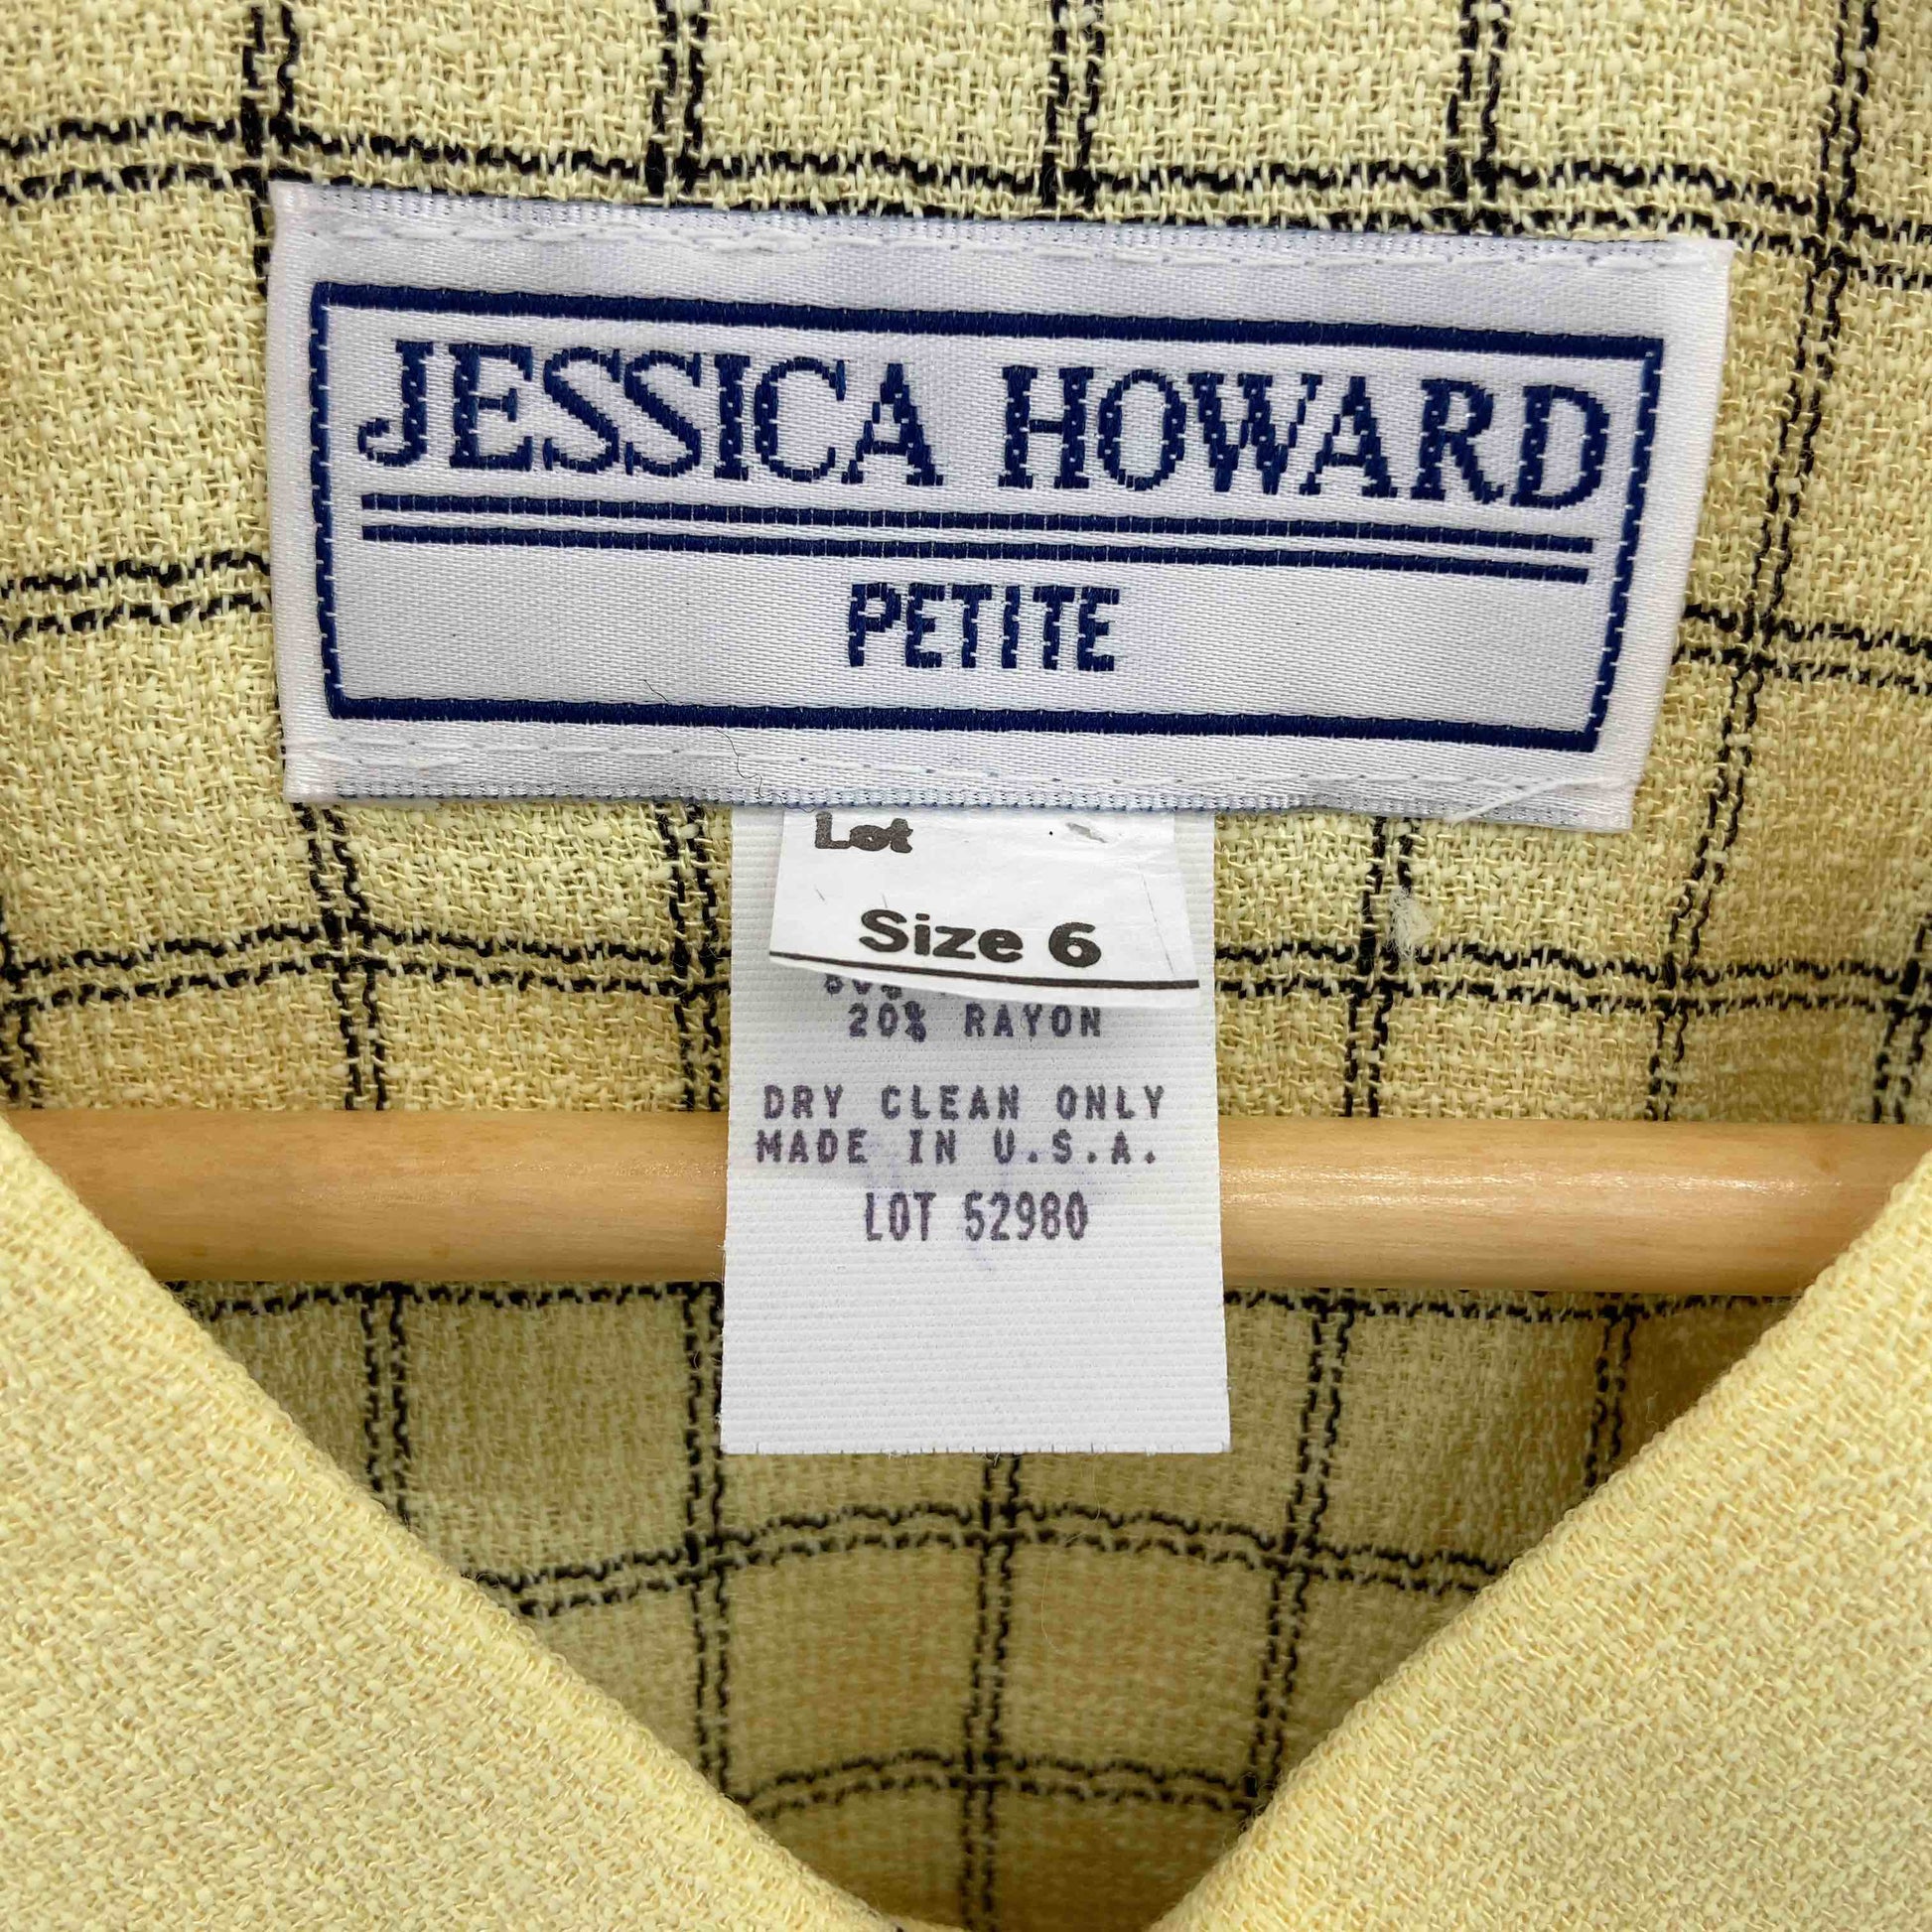 JESSICA HOWARD
PETITE
Lot
Size 6
20% RAYON
DRY CLEAN ONLY
MADE IN U.S.A.
LOT 52980